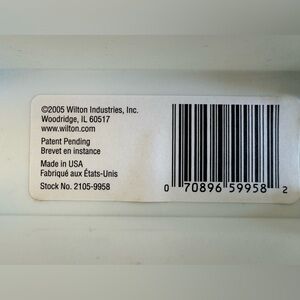 ©2005 Wilton Industries, Inc.
Woodridge, IL 60517
www.wilton.com
Patent Pending
Brevet en instance
Made in USA
Fabriqué aux États-Unis
Stock No. 2105-9958
0 70896 59958 2